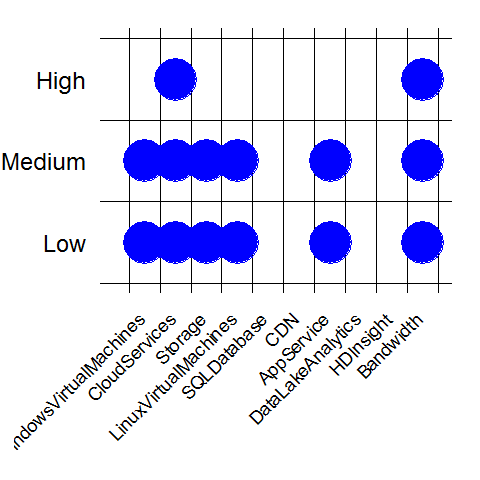 High
Medium
Low
ndowsVirtualMachines
CloudServices
Storage
LinuxVirtualMachines
SQLDatabase
CDN
AppService
DataLakeAnalytics
HDInsight
Bandwidth